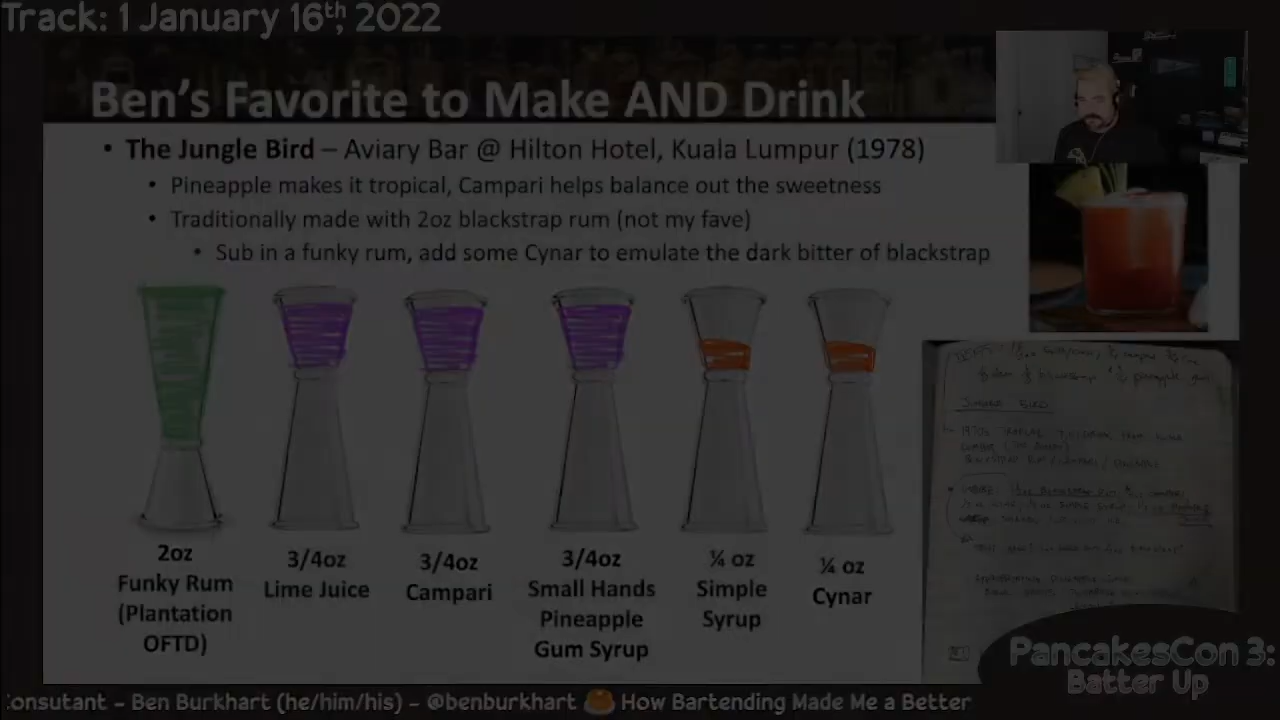 Track: 1 January 16th, 2022
Ben's Favorite to Make AND Drink
• The Jungle Bird – Aviary Bar @ Hilton Hotel, Kuala Lumpur (1978)
• Pineapple makes it tropical, Campari helps balance out the sweetness
• Traditionally made with 2oz blackstrap rum (not my fave)
• Sub in a funky rum, add some Cynar to emulate the dark bitter of blackstrap
2oz
Funky Rum
(Plantation
OFTD)
3/4oz
Lime Juice
3/4oz
Campari
3/4oz
Small Hands
Pineapple
Gum Syrup
¼ oz
Simple
Syrup
¼ oz
Cynar
JUNGLE BIRD
PancakesCon 3:
Batter Up
onsutant – Ben Burkhart (he/him/his) – @benburkhart How Bartending Made Me a Better